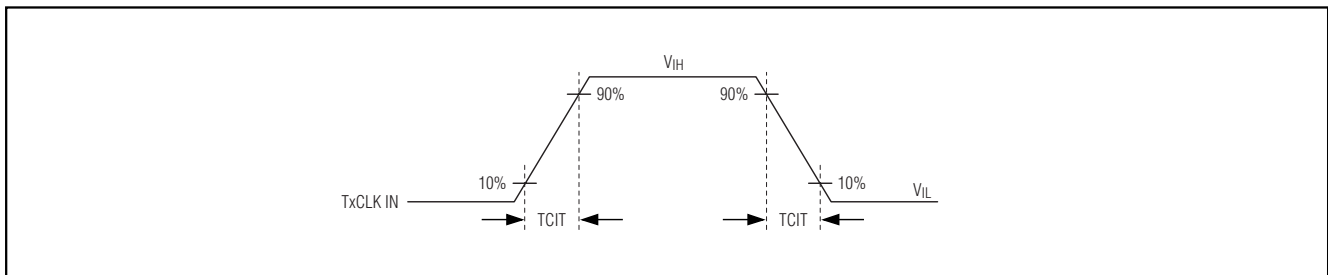 VIH
90% 90%
10% 10%
TxCLK IN VIL
TCIT TCIT